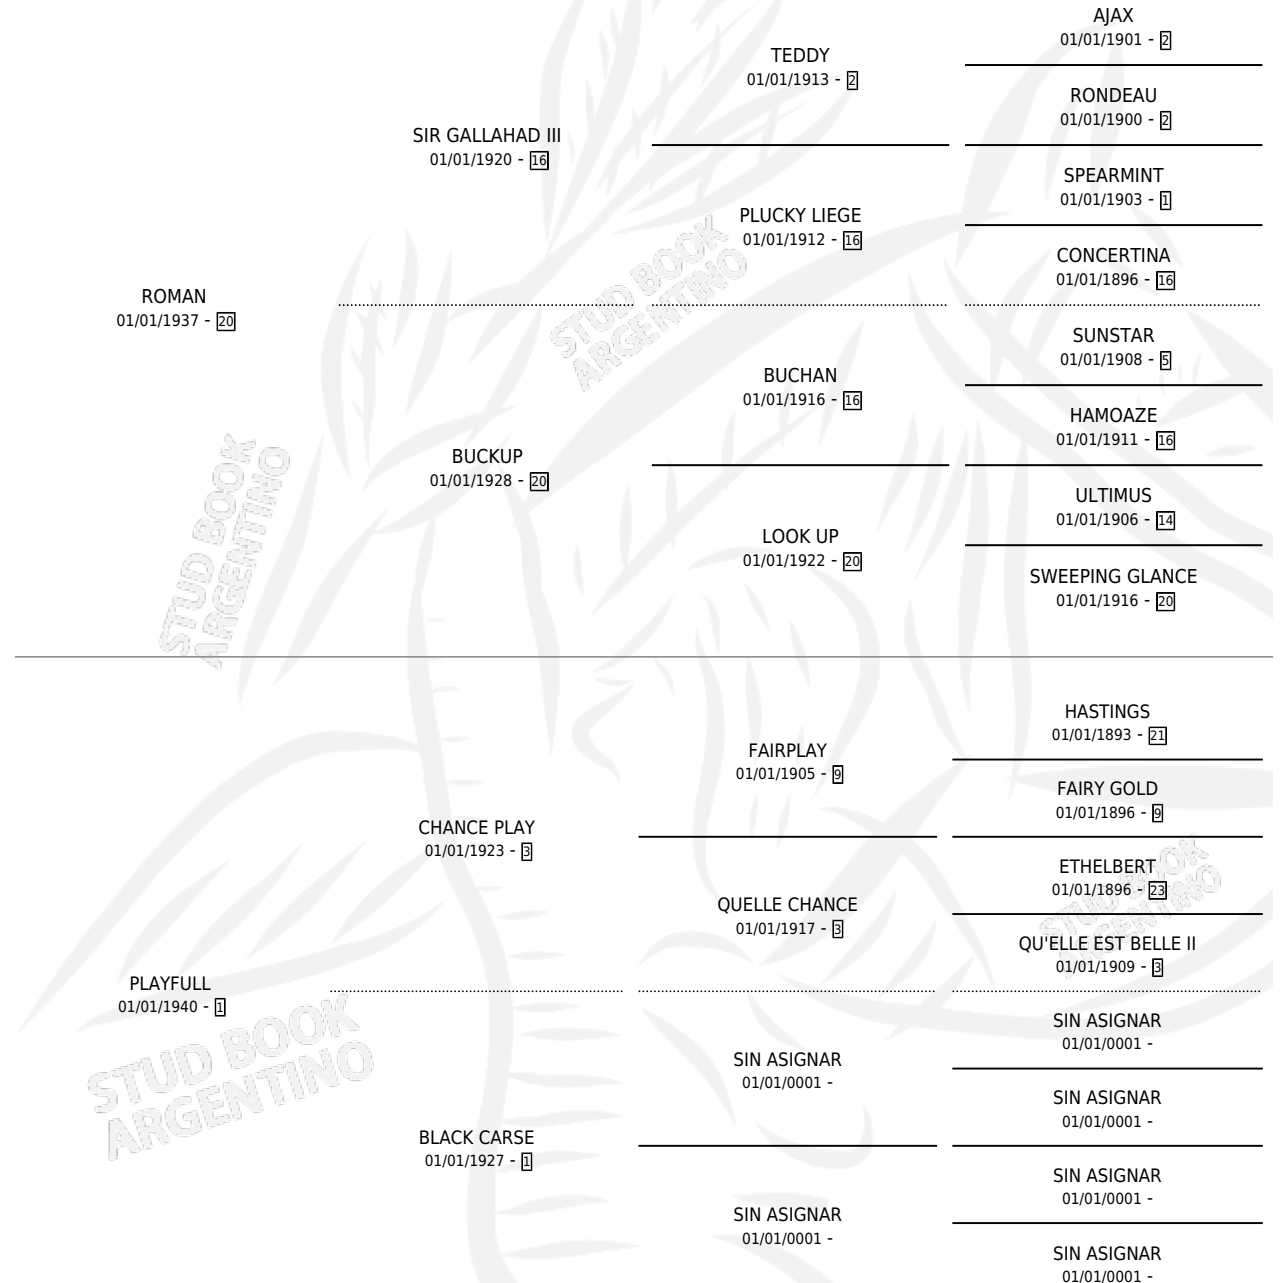 AJAX
01/01/1901 - 2
TEDDY
01/01/1913 - 2
RONDEAU
01/01/1900 - 2
SIR GALLAHAD III
01/01/1920 - 16
SPEARMINT
01/01/1903 - 1
PLUCKY LIEGE
01/01/1912 - 16
CONCERTINA
01/01/1896 - 16
ROMAN
01/01/1937 - 20
SUNSTAR
01/01/1908 - 5
BUCHAN
01/01/1916 - 16
HAMOAZE
01/01/1911 - 16
BUCKUP
01/01/1928 - 20
ULTIMUS
01/01/1906 - 14
LOOK UP
01/01/1922 - 20
SWEEPING GLANCE
01/01/1916 - 20
HASTINGS
01/01/1893 - 21
FAIRPLAY
01/01/1905 - 9
FAIRY GOLD
01/01/1896 - 9
CHANCE PLAY
01/01/1923 - 3
ETHELBERT
01/01/1896 - 23
QUELLE CHANCE
01/01/1917 - 3
QU'ELLE EST BELLE II
01/01/1909 - 3
PLAYFULL
01/01/1940 - 1
SIN ASIGNAR
01/01/0001 -
SIN ASIGNAR
01/01/0001 -
SIN ASIGNAR
01/01/0001 -
BLACK CARSE
01/01/1927 - 1
SIN ASIGNAR
01/01/0001 -
SIN ASIGNAR
01/01/0001 -
SIN ASIGNAR
01/01/0001 -
STUD BOOK
ARGENTINO
STUD BOOK
ARGENTINO
STUD BOOK
ARGENTINO
STUD BOOK
ARGENTINO